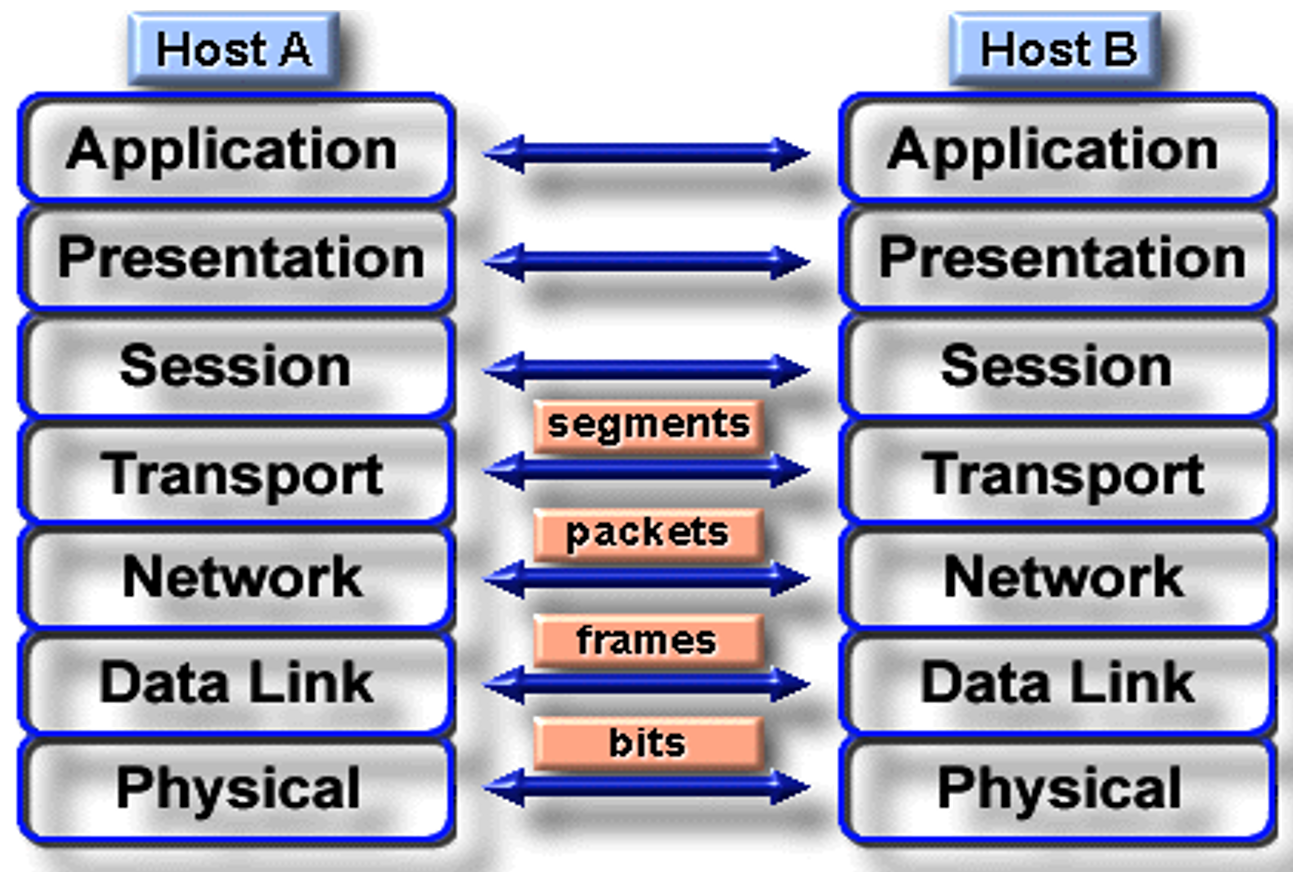 Host A
Host B
Application
Application
Presentation
Presentation
Session
Session
segments
Transport
Transport
packets
Network
Network
frames
Data Link
Data Link
bits
Physical
Physical